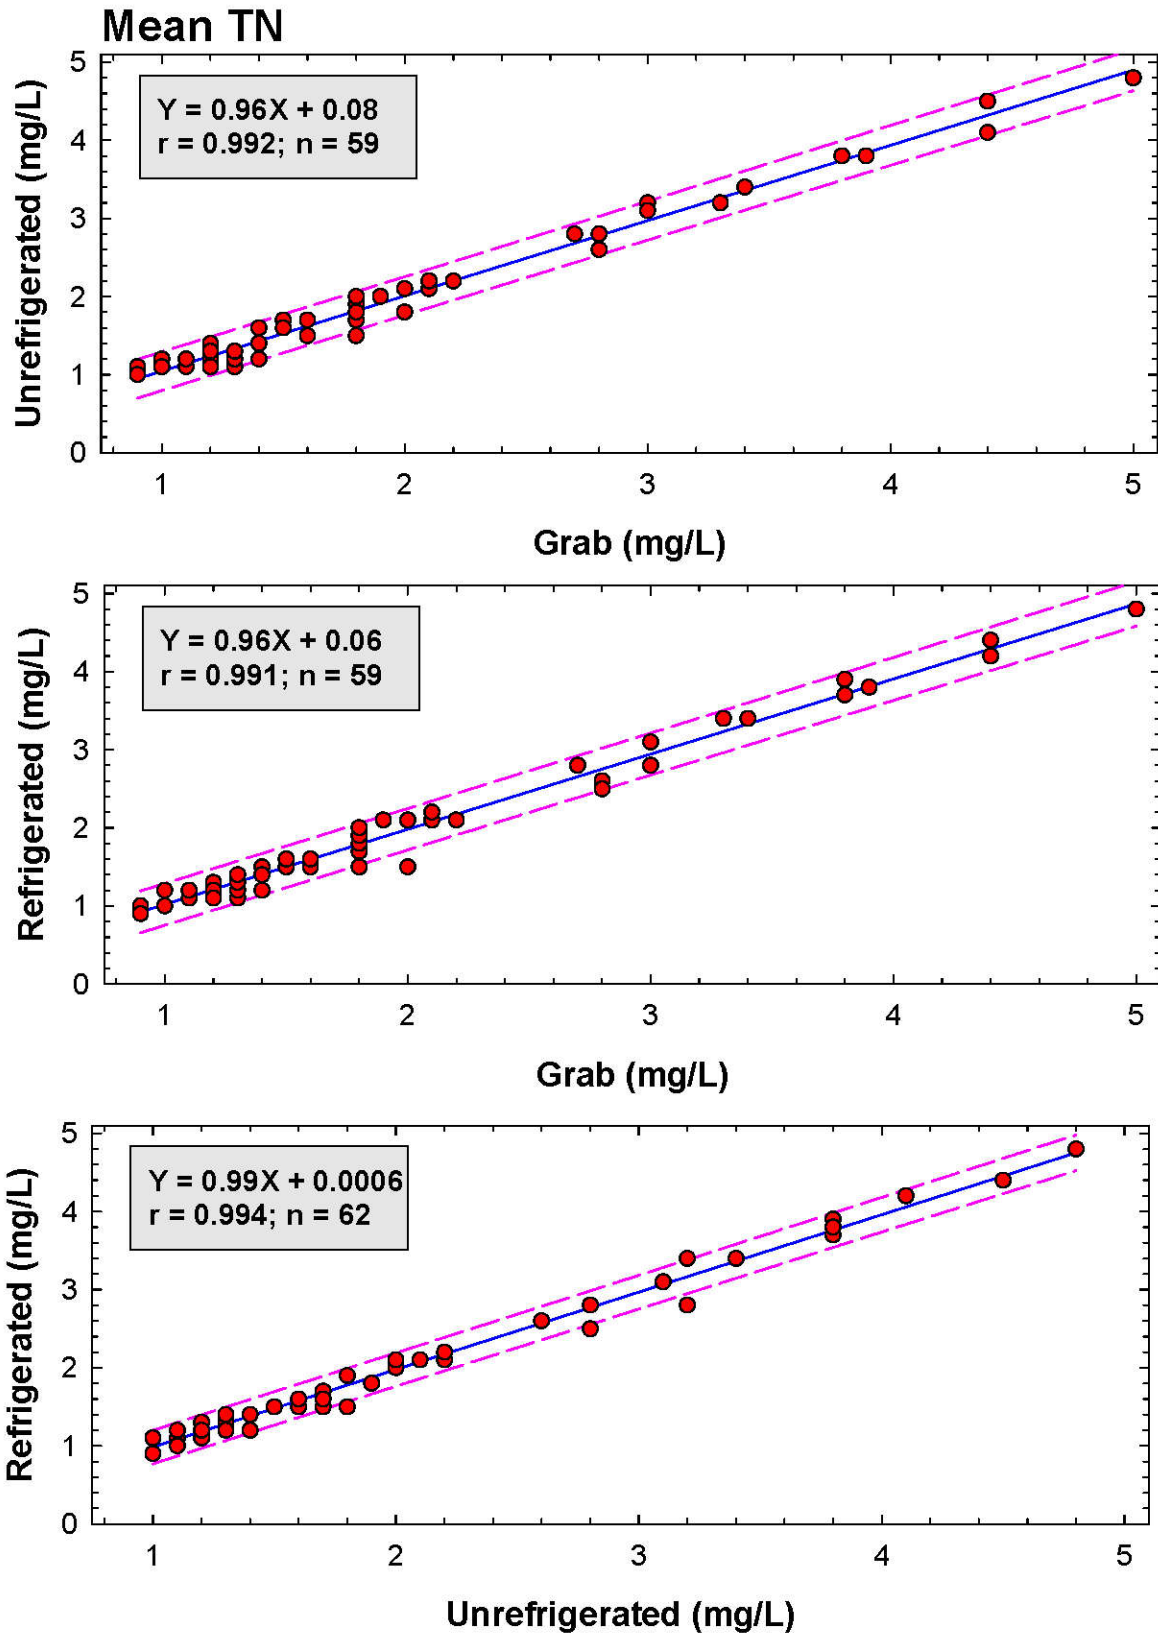 Mean TN
5
4
3
2
1
0
Unrefrigerated (mg/L)
Y = 0.96X + 0.08
r = 0.992; n = 59
1 2 3 4 5
Grab (mg/L)
5
4
3
2
1
0
Refrigerated (mg/L)
Y = 0.96X + 0.06
r = 0.991; n = 59
1 2 3 4 5
Grab (mg/L)
5
4
3
2
1
0
Refrigerated (mg/L)
Y = 0.99X + 0.0006
r = 0.994; n = 62
1 2 3 4 5
Unrefrigerated (mg/L)